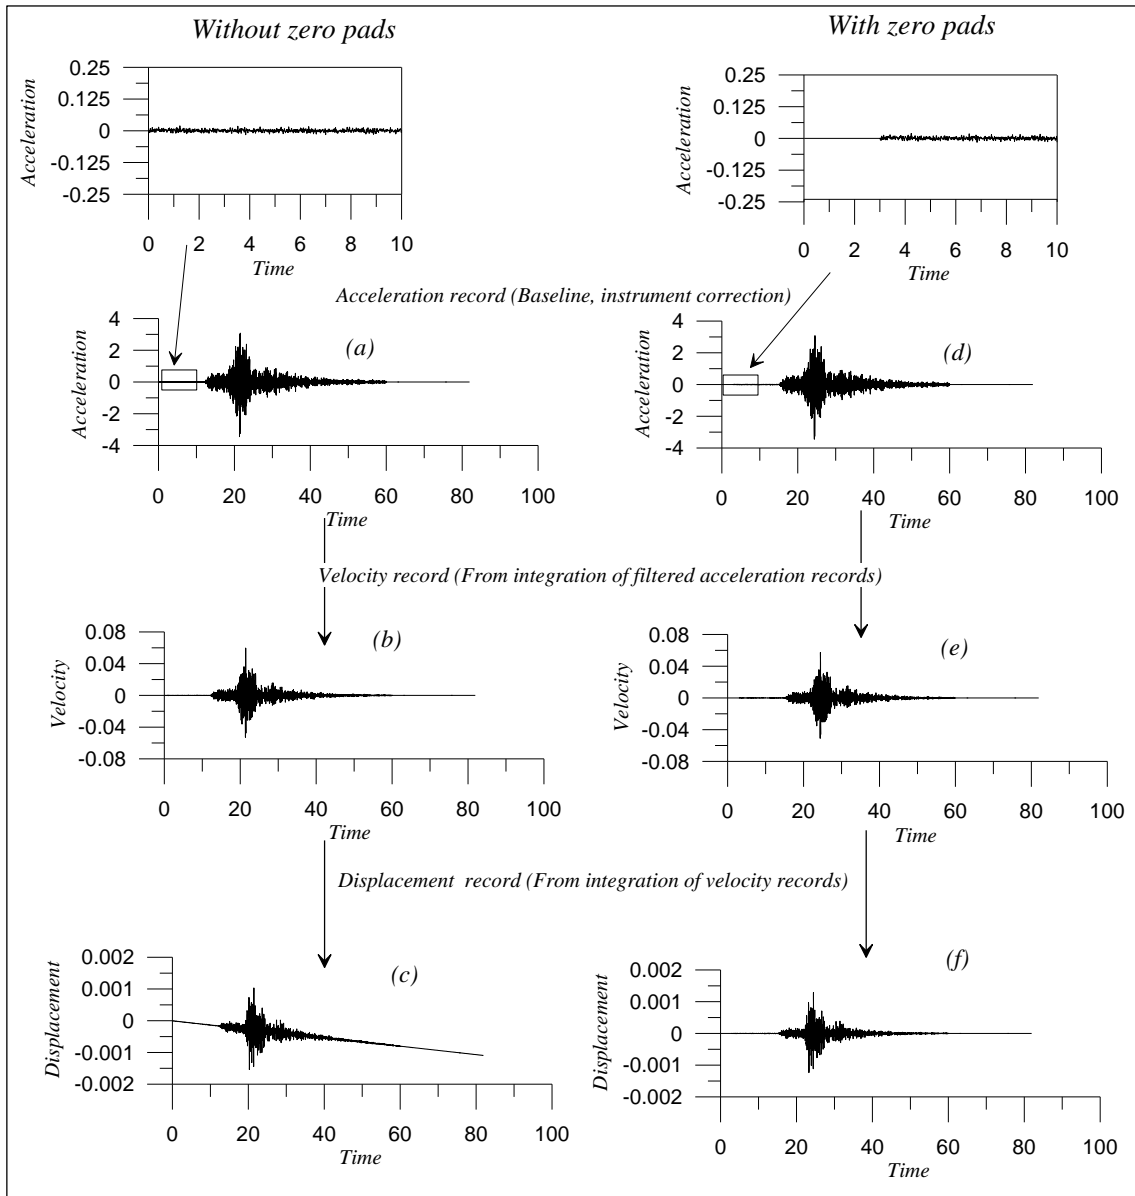 Without zero pads
With zero pads
0.25
0.125
0
-0.125
-0.25
Acceleration
0 2 4 6 8 10
Time
0.25
0.125
0
-0.125
-0.25
Acceleration
0 2 4 6 8 10
Time
Acceleration record (Baseline, instrument correction)
4
2
0
-2
-4
Acceleration
(a)
0 20 40 60 80 100
Time
4
2
0
-2
-4
Acceleration
(d)
0 20 40 60 80 100
Time
Velocity record (From integration of filtered acceleration records)
0.08
0.04
0
-0.04
-0.08
Velocity
(b)
0 20 40 60 80 100
Time
0.08
0.04
0
-0.04
-0.08
Velocity
(e)
0 20 40 60 80 100
Time
Displacement record (From integration of velocity records)
0.002
0.001
0
-0.001
-0.002
Displacement
(c)
0 20 40 60 80 100
Time
0.002
0.001
0
-0.001
-0.002
Displacement
(f)
0 20 40 60 80 100
Time